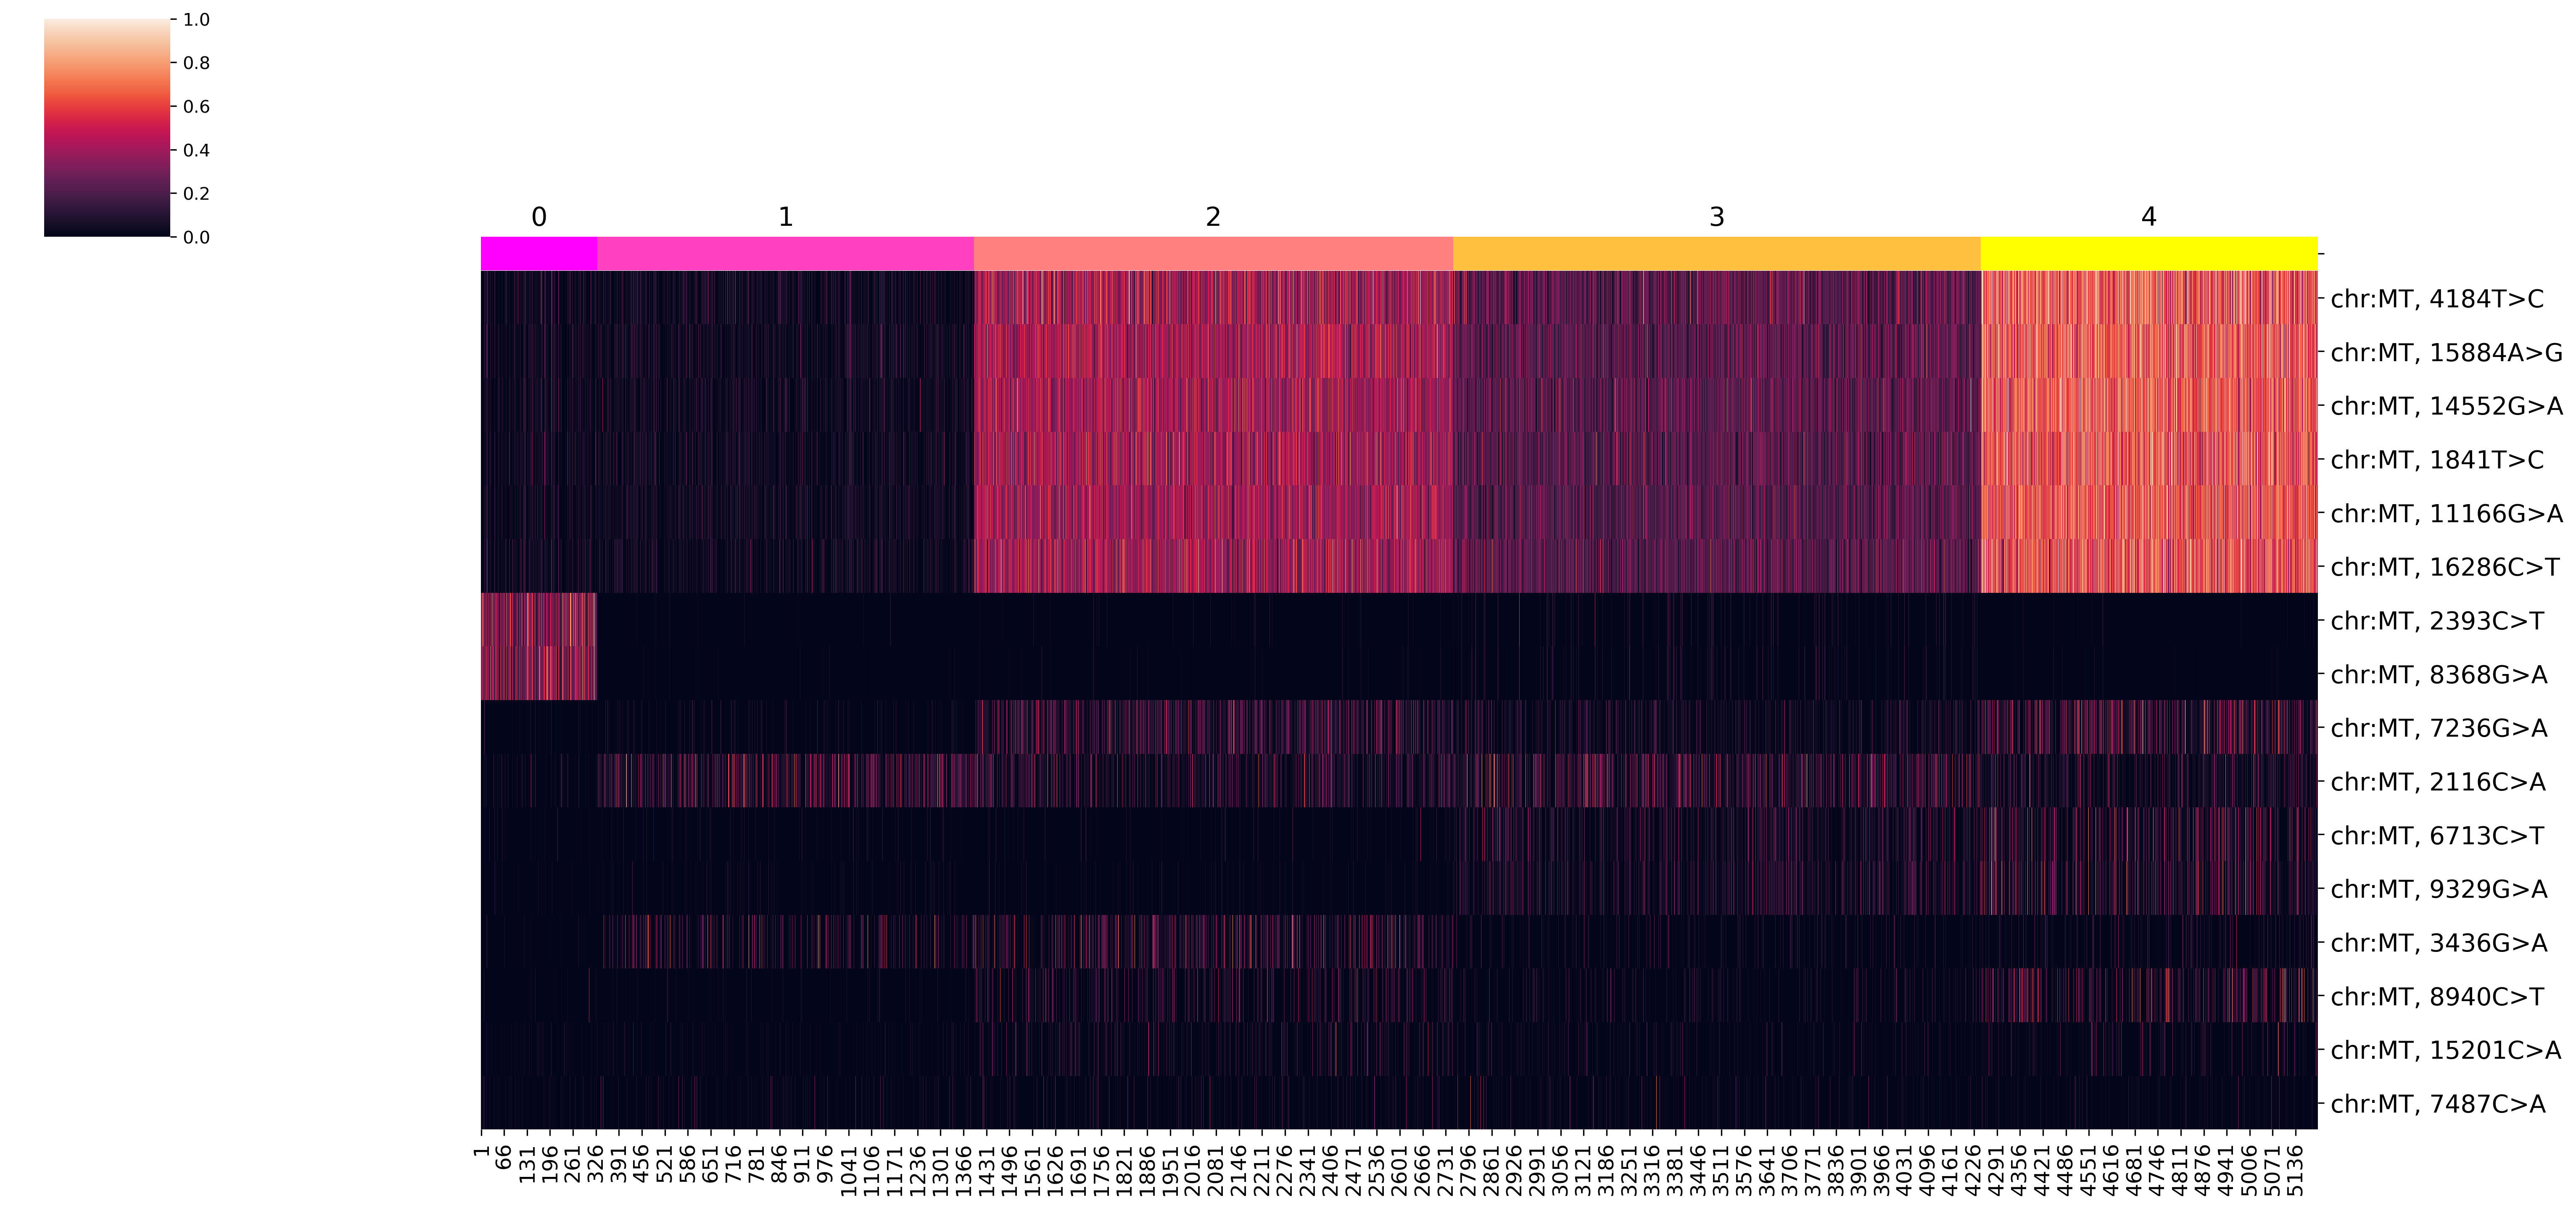 1.0
0.8
0.6
0.4
0.2
0.0
0 1 2 3 4
chr:MT, 4184T>C
chr:MT, 15884A>G
chr:MT, 14552G>A
chr:MT, 1841T>C
chr:MT, 11166G>A
chr:MT, 16286C>T
chr:MT, 2393C>T
chr:MT, 8368G>A
chr:MT, 7236G>A
chr:MT, 2116C>A
chr:MT, 6713C>T
chr:MT, 9329G>A
chr:MT, 3436G>A
chr:MT, 8940C>T
chr:MT, 15201C>A
chr:MT, 7487C>A
1 66 131 196 261 326 391 456 521 586 651 716 781 846 911 976 1041 1106 1171 1236 1301 1366 1431 1496 1561 1626 1691 1756 1821 1886 1951 2016 2081 2146 2211 2276 2341 2406 2471 2536 2601 2666 2731 2796 2861 2926 2991 3056 3121 3186 3251 3316 3381 3446 3511 3576 3641 3706 3771 3836 3901 3966 4031 4096 4161 4226 4291 4356 4421 4486 4551 4616 4681 4746 4811 4876 4941 5006 5071 5136